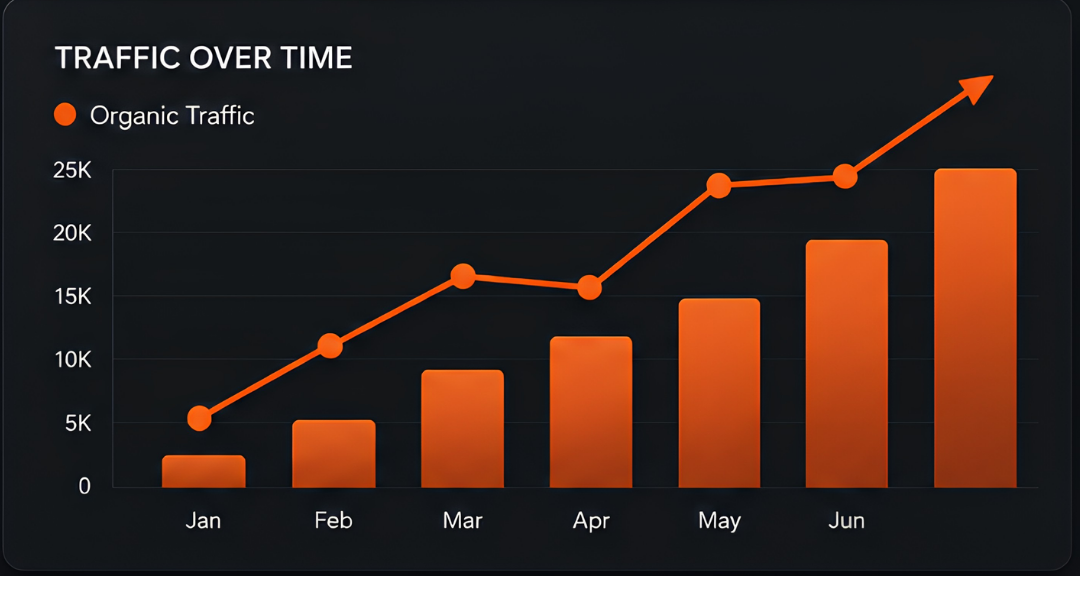 TRAFFIC OVER TIME
Organic Traffic
25K
20K
15K
10K
5K
0
Jan Feb Mar Apr May Jun